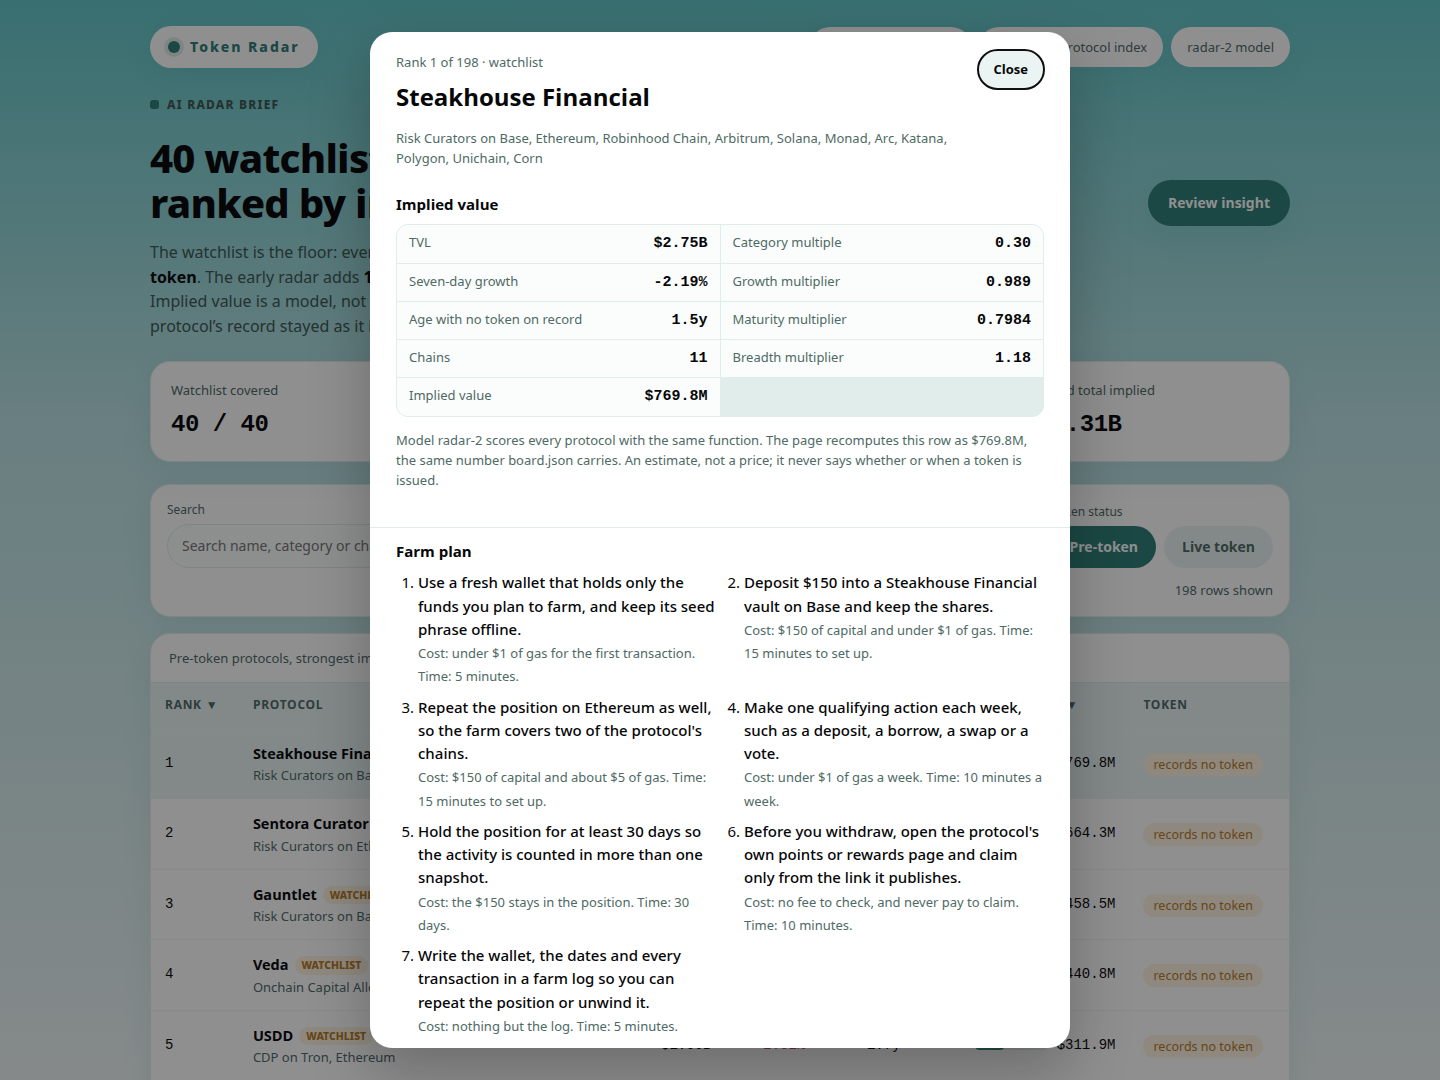 Token Radar
rotocol index
radar-2 model
AI RADAR BRIEF
40 watchlist
ranked by i
The watchlist is the floor: ever
token. The early radar adds 1
Implied value is a model, not
protocol's record stayed as it
Review insight
Watchlist covered
40 / 40
d total implied
.31B
Search
Search name, category or ch
en status
Pre-token
Live token
198 rows shown
Pre-token protocols, strongest im
RANK ▼
PROTOCOL
▼
TOKEN
1
Steakhouse Fina
Risk Curators on Ba
769.8M
records no token
2
Sentora Curator
Risk Curators on Et
664.3M
records no token
3
Gauntlet WATCHL
Risk Curators on Ba
458.5M
records no token
4
Veda WATCHLIST
Onchain Capital All
440.8M
records no token
5
USDD WATCHLIST
CDP on Tron, Ethereum
$311.9M
records no token
Rank 1 of 198 · watchlist
Close
Steakhouse Financial
Risk Curators on Base, Ethereum, Robinhood Chain, Arbitrum, Solana, Monad, Arc, Katana,
Polygon, Unichain, Corn
Implied value
TVL $2.75B Category multiple 0.30
Seven-day growth -2.19% Growth multiplier 0.989
Age with no token on record 1.5y Maturity multiplier 0.7984
Chains 11 Breadth multiplier 1.18
Implied value $769.8M
Model radar-2 scores every protocol with the same function. The page recomputes this row as $769.8M,
the same number board.json carries. An estimate, not a price; it never says whether or when a token is
issued.
Farm plan
1. Use a fresh wallet that holds only the
funds you plan to farm, and keep its seed
phrase offline.
Cost: under $1 of gas for the first transaction.
Time: 5 minutes.
2. Deposit $150 into a Steakhouse Financial
vault on Base and keep the shares.
Cost: $150 of capital and under $1 of gas. Time:
15 minutes to set up.
3. Repeat the position on Ethereum as well,
so the farm covers two of the protocol's
chains.
Cost: $150 of capital and about $5 of gas. Time:
15 minutes to set up.
4. Make one qualifying action each week,
such as a deposit, a borrow, a swap or a
vote.
Cost: under $1 of gas a week. Time: 10 minutes a
week.
5. Hold the position for at least 30 days so
the activity is counted in more than one
snapshot.
Cost: the $150 stays in the position. Time: 30
days.
6. Before you withdraw, open the protocol's
own points or rewards page and claim
only from the link it publishes.
Cost: no fee to check, and never pay to claim.
Time: 10 minutes.
7. Write the wallet, the dates and every
transaction in a farm log so you can
repeat the position or unwind it.
Cost: nothing but the log. Time: 5 minutes.